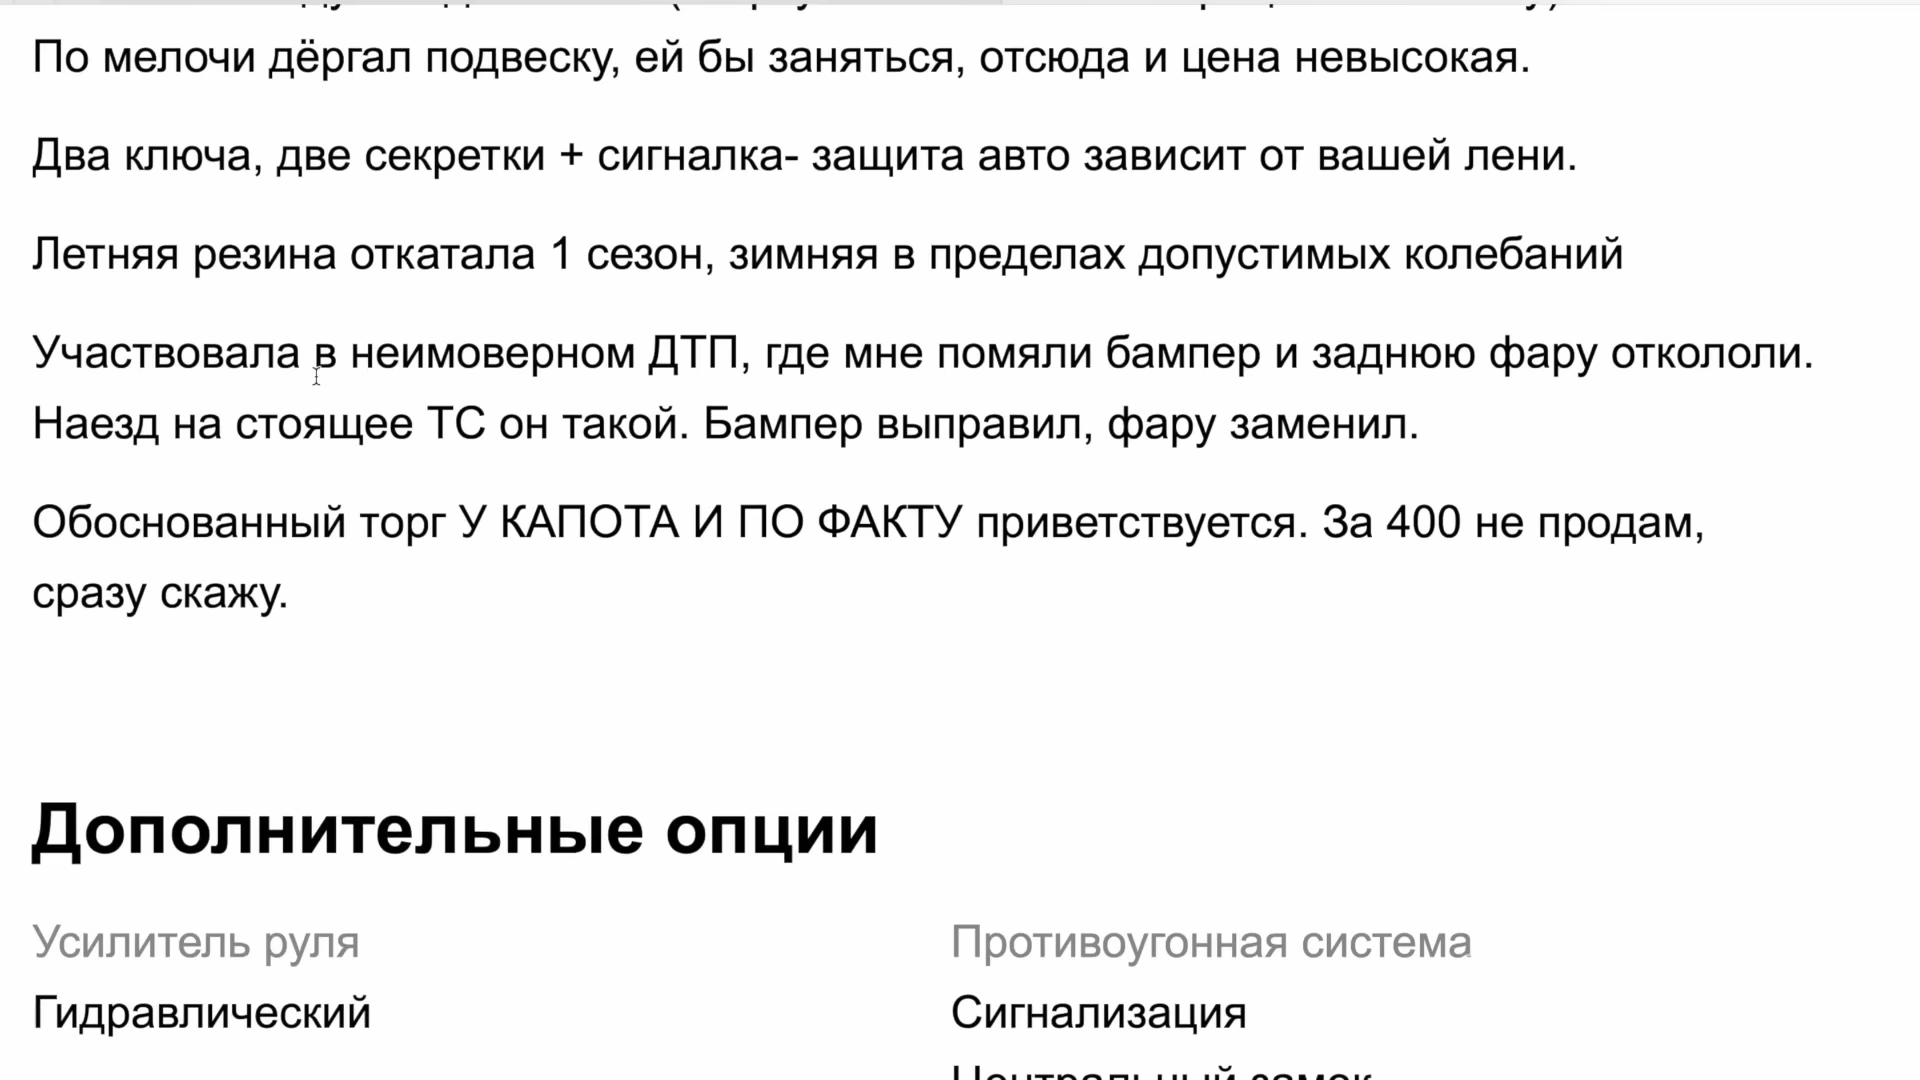 По мелочи дёргал подвеску, ей бы заняться, отсюда и цена невысокая.
Два ключа, две секретки + сигналка- защита авто зависит от вашей лени.
Летняя резина откатала 1 сезон, зимняя в пределах допустимых колебаний
Участвовала в неимоверном ДТП, где мне помяли бампер и заднюю фару откололи.
Наезд на стоящее ТС он такой. Бампер выправил, фару заменил.
Обоснованный торг У КАПОТА И ПО ФАКТУ приветствуется. За 400 не продам,
сразу скажу.
Дополнительные опции
Усилитель руля
Гидравлический
Противоугонная система
Сигнализация
Центральный замок